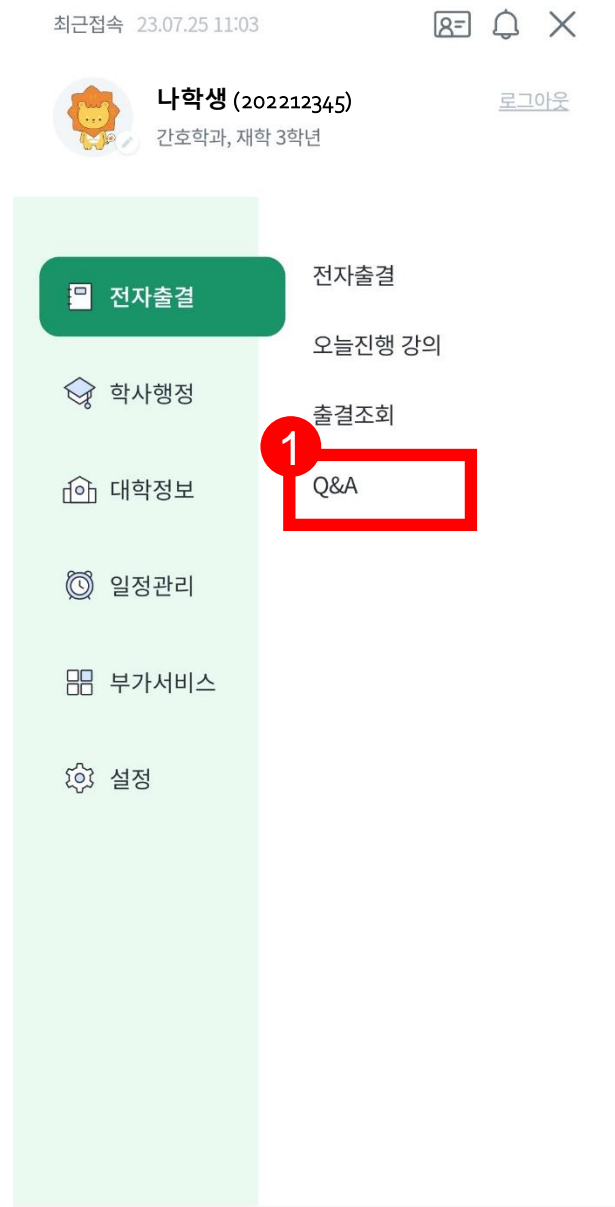 최근접속 23.07.25 11:03
나학생 (202212345)
로그아웃
간호학과, 재학 3학년
전자출결
학사행정
대학정보
일정관리
부가서비스
설정
전자출결
오늘진행 강의
출결조회
1
Q&A